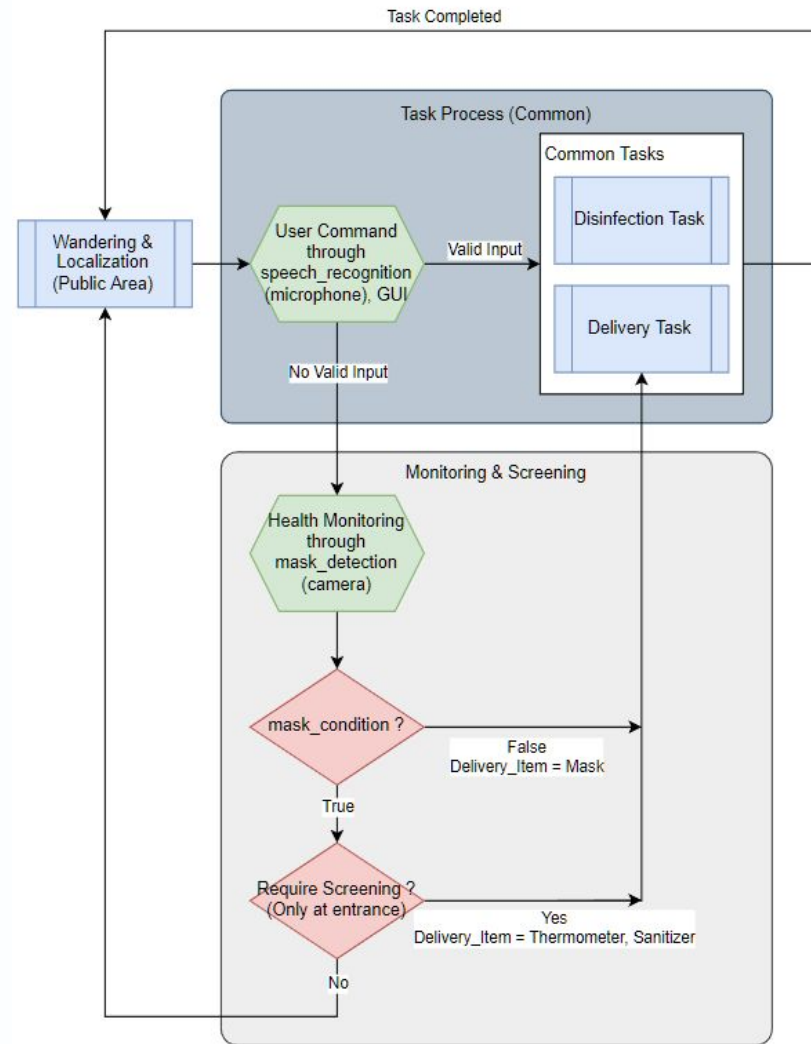 Task Completed
Task Process (Common)
Common Tasks
Disinfection Task
Delivery Task
Wandering &
Localization
(Public Area)
User Command
through
speech_recognition
(microphone), GUI
Valid Input
No Valid Input
Monitoring & Screening
Health Monitoring
through
mask_detection
(camera)
mask_condition ?
False
Delivery_Item = Mask
True
Require Screening ?
(Only at entrance)
Yes
Delivery_Item = Thermometer, Sanitizer
No